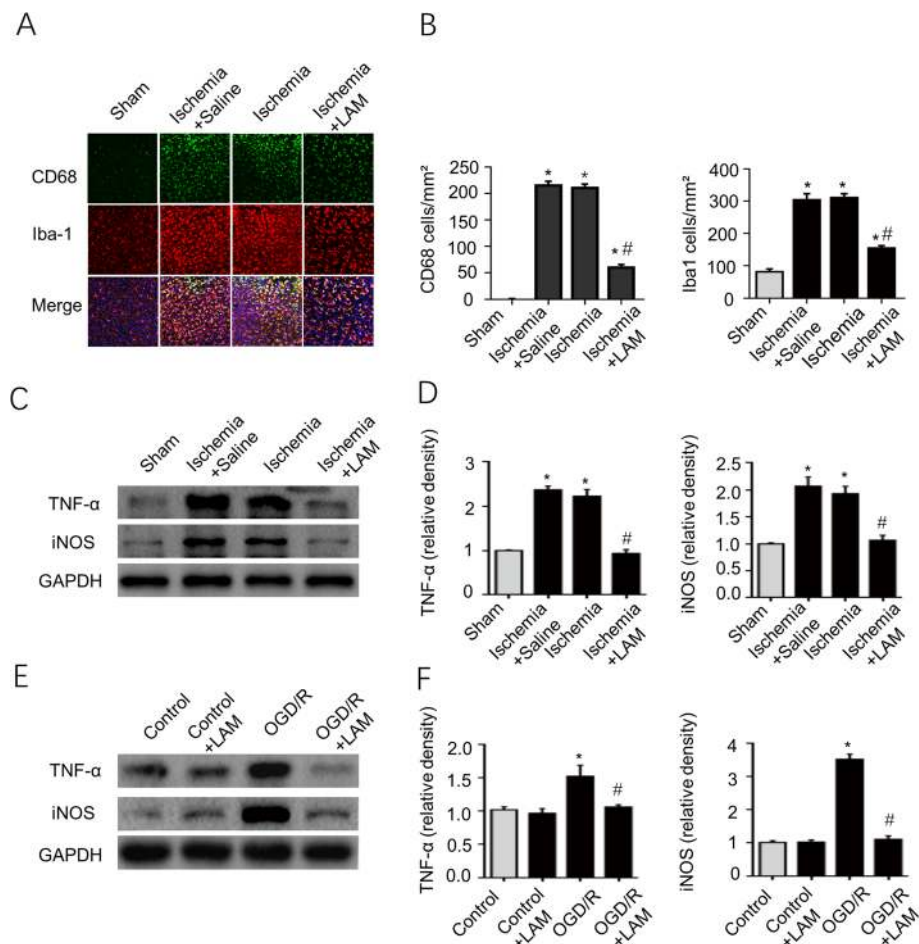 A
Sham
Ischemia
+Saline
Ischemia
Ischemia
+LAM
CD68
Iba-1
Merge
B
CD68 cells/mm²
250
200
150
100
50
0
*
*
*#
Sham
Ischemia
+Saline
Ischemia
Ischemia
+LAM
Iba1 cells/mm²
400
300
200
100
0
*
*
*#
Sham
Ischemia
+Saline
Ischemia
Ischemia
+LAM
C
Sham
Ischemia
+Saline
Ischemia
Ischemia
+LAM
TNF-α
iNOS
GAPDH
D
TNF-α (relative density)
3
2
1
0
*
*
#
Sham
Ischemia
+Saline
Ischemia
Ischemia
+LAM
iNOS (relative density)
2.5
2.0
1.5
1.0
0.5
0.0
*
*
#
Sham
Ischemia
+Saline
Ischemia
Ischemia
+LAM
E
Control
Control
+LAM
OGD/R
OGD/R
+LAM
TNF-α
iNOS
GAPDH
F
TNF-α (relative density)
2.0
1.5
1.0
0.5
0.0
*
#
Control
Control
+LAM
OGD/R
OGD/R
+LAM
iNOS (relative density)
4
3
2
1
0
*
#
Control
Control
+LAM
OGD/R
OGD/R
+LAM